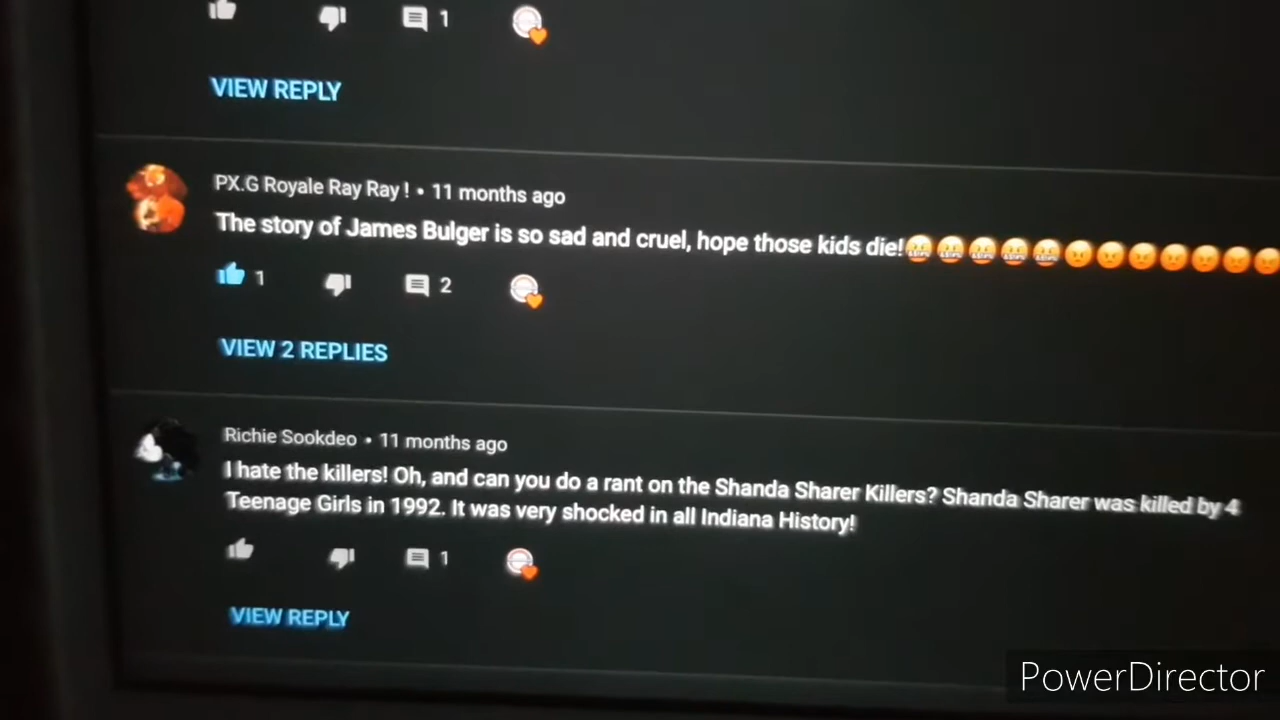 1
VIEW REPLY
PX.G Royale Ray Ray ! • 11 months ago
The story of James Bulger is so sad and cruel, hope those kids die!🤬🤬🤬🤬🤬😡😡😡😡😡😡😡
1 2
VIEW 2 REPLIES
Richie Sookdeo • 11 months ago
I hate the killers! Oh, and can you do a rant on the Shanda Sharer Killers? Shanda Sharer was killed by 4
Teenage Girls in 1992. It was very shocked in all Indiana History!
1
VIEW REPLY
PowerDirector